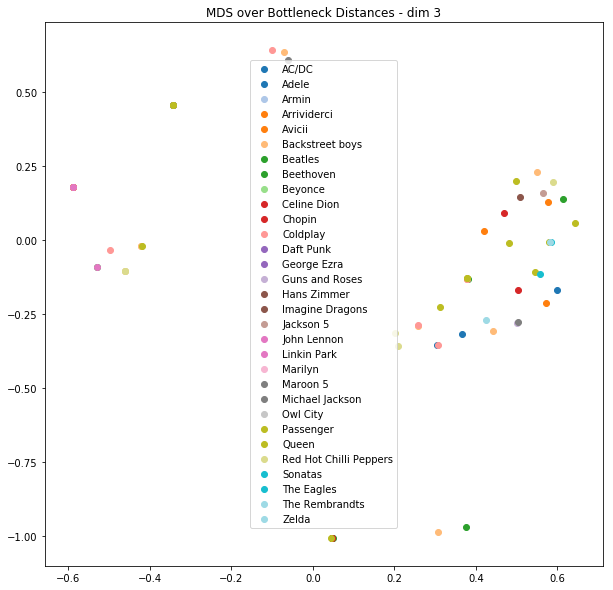 MDS over Bottleneck Distances - dim 3
0.50
0.25
0.00
−0.25
−0.50
−0.75
−1.00
AC/DC
Adele
Armin
Arrividerci
Avicii
Backstreet boys
Beatles
Beethoven
Beyonce
Celine Dion
Chopin
Coldplay
Daft Punk
George Ezra
Guns and Roses
Hans Zimmer
Imagine Dragons
Jackson 5
John Lennon
Linkin Park
Marilyn
Maroon 5
Michael Jackson
Owl City
Passenger
Queen
Red Hot Chilli Peppers
Sonatas
The Eagles
The Rembrandts
Zelda
−0.6 −0.4 −0.2 0.0 0.2 0.4 0.6